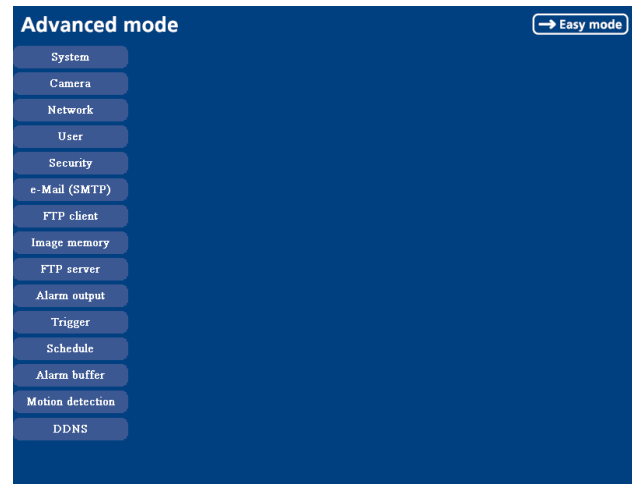 Advanced mode
→ Easy mode
System
Camera
Network
User
Security
e-Mail (SMTP)
FTP client
Image memory
FTP server
Alarm output
Trigger
Schedule
Alarm buffer
Motion detection
DDNS